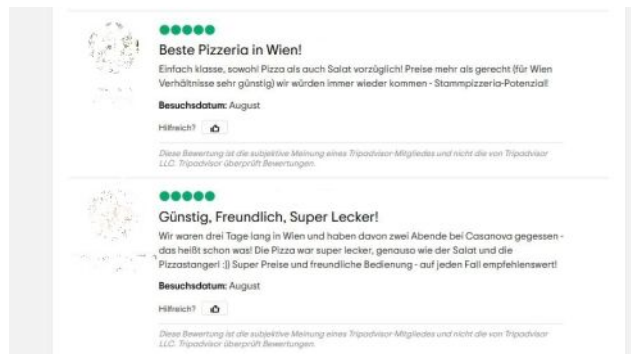 Beste Pizzeria in Wien!
Einfach klasse, sowohl Pizza als auch Salat vorzüglich! Preise mehr als gerecht (für Wien
Verhältnisse sehr günstig) wir würden immer wieder kommen - Stammpizzeria-Potenzial!
Besuchsdatum: August
Hilfreich?
Diese Bewertung ist die subjektive Meinung eines Tripadvisor-Mitgliedes und nicht die von Tripadvisor
LLC. Tripadvisor überprüft Bewertungen.
Günstig, Freundlich, Super Lecker!
Wir waren drei Tage lang in Wien und haben davon zwei Abende bei Casanova gegessen -
das heißt schon was! Die Pizza war super lecker, genauso wie der Salat und die
Pizzastangerl :)) Super Preise und freundliche Bedienung - auf jeden Fall empfehlenswert!
Besuchsdatum: August
Hilfreich?
Diese Bewertung ist die subjektive Meinung eines Tripadvisor-Mitgliedes und nicht die von Tripadvisor
LLC. Tripadvisor überprüft Bewertungen.